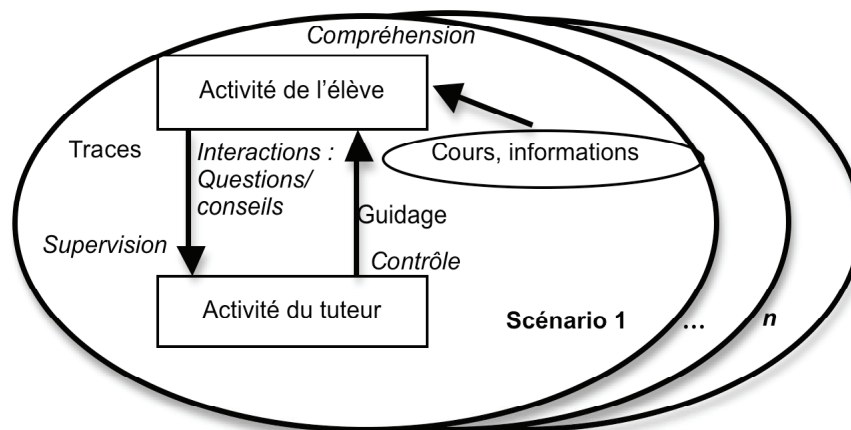 Compréhension
Activité de l’élève
Traces
Interactions :
Questions/
conseils
Cours, informations
Guidage
Supervision
Contrôle
Activité du tuteur
Scénario 1 … n